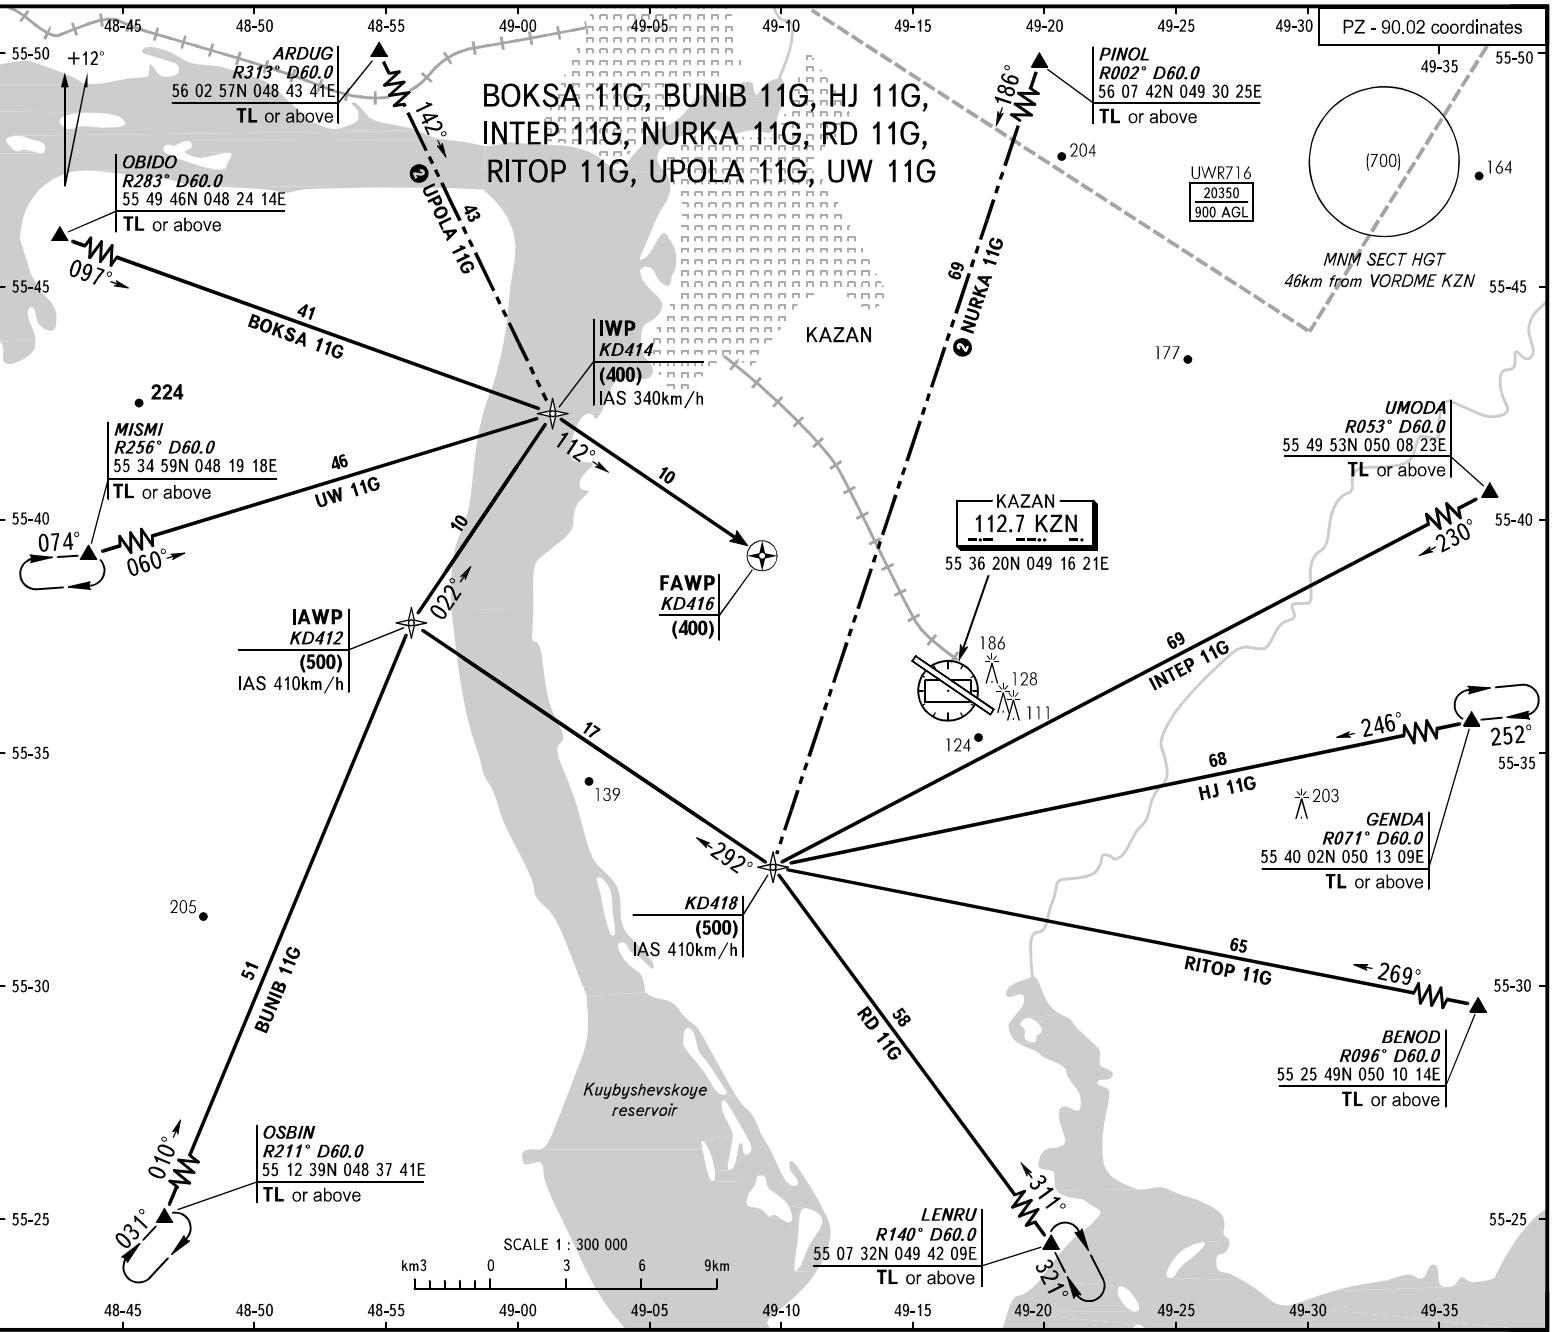 48-45
48-50
48-55
49-00
49-05
49-10
49-15
49-20
49-25
49-30
PZ - 90.02 coordinates
49-35
55-50
55-50
+12°
ARDUG
R313° D60.0
56 02 57N 048 43 41E
TL or above
BOKSA 11G, BUNIB 11G, HJ 11G,
INTEP 11G, NURKA 11G, RD 11G,
RITOP 11G, UPOLA 11G, UW 11G
PINOL
R002° D60.0
56 07 42N 049 30 25E
TL or above
186°
142°
2 UPOLA 11G
43
204
(700)
164
UWR716
20350
900 AGL
MNM SECT HGT
46km from VORDME KZN
OBIDO
R283° D60.0
55 49 46N 048 24 14E
TL or above
097°
55-45
55-45
41
BOKSA 11G
69
2 NURKA 11G
KAZAN
IWP
KD414
(400)
IAS 340km/h
177
224
MISMI
R256° D60.0
55 34 59N 048 19 18E
TL or above
46
UW 11G
112°
10
UMODA
R053° D60.0
55 49 53N 050 08 23E
TL or above
55-40
55-40
074°
060°
10
022°
KAZAN
112.7 KZN
55 36 20N 049 16 21E
230°
FAWP
KD416
(400)
IAWP
KD412
(500)
IAS 410km/h
69
INTEP 11G
186
128
111
124
17
246°
252°
55-35
55-35
68
HJ 11G
139
203
GENDA
R071° D60.0
55 40 02N 050 13 09E
TL or above
292°
KD418
(500)
IAS 410km/h
205
51
BUNIB 11G
65
RITOP 11G
269°
55-30
55-30
58
RD 11G
BENOD
R096° D60.0
55 25 49N 050 10 14E
TL or above
Kuybyshevskoye
reservoir
OSBIN
R211° D60.0
55 12 39N 048 37 41E
TL or above
010°
031°
311°
321°
55-25
55-25
LENRU
R140° D60.0
55 07 32N 049 42 09E
TL or above
SCALE 1 : 300 000
km3
0
3
6
9km
48-45
48-50
48-55
49-00
49-05
49-10
49-15
49-20
49-25
49-30
49-35